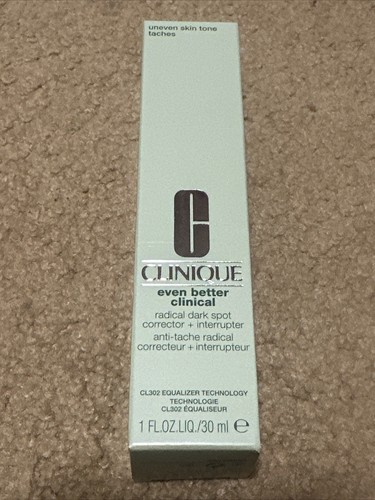 uneven skin tone
taches
C
CLINIQUE
even better
clinical
radical dark spot
corrector + interrupter
anti-tache radical
correcteur + interrupteur
CL302 EQUALIZER TECHNOLOGY
TECHNOLOGIE
CL302 ÉQUALISEUR
1 FL.OZ.LIQ./30 ml ℮